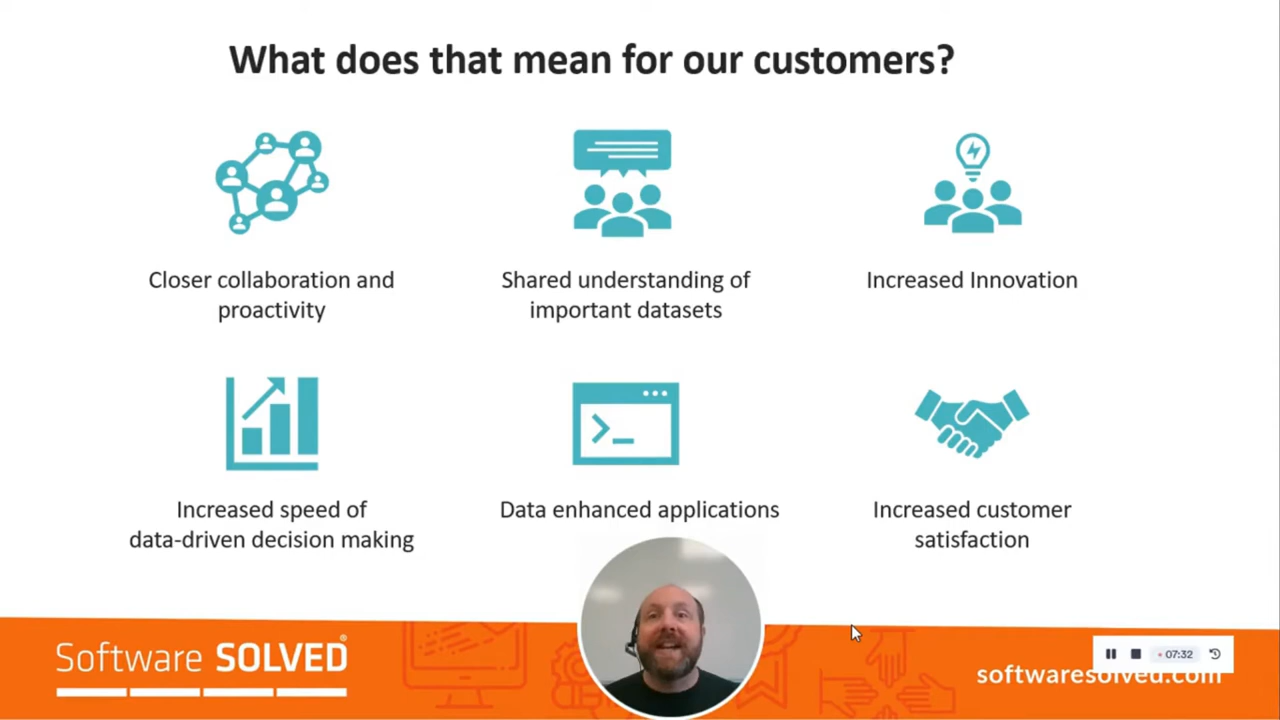 What does that mean for our customers?
Closer collaboration and
proactivity
Shared understanding of
important datasets
Increased Innovation
Increased speed of
data-driven decision making
Data enhanced applications
Increased customer
satisfaction
Software SOLVED®
07:32
softwaresolved.com